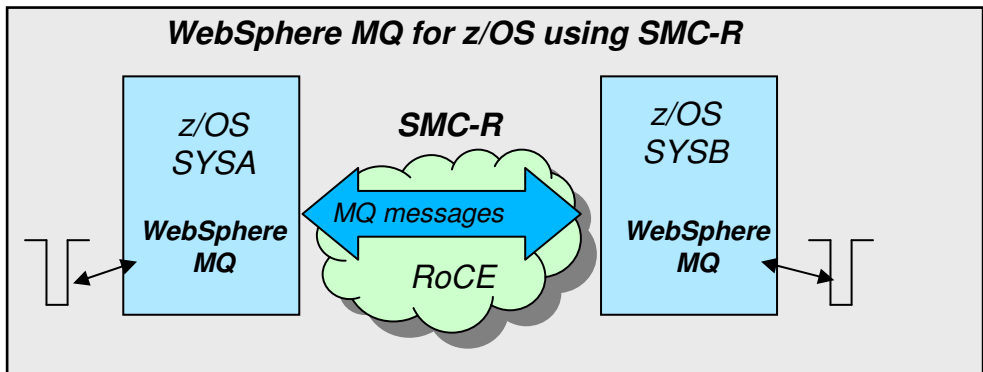 WebSphere MQ for z/OS using SMC-R
z/OS
SYSA
WebSphere
MQ
SMC-R
MQ messages
RoCE
z/OS
SYSB
WebSphere
MQ